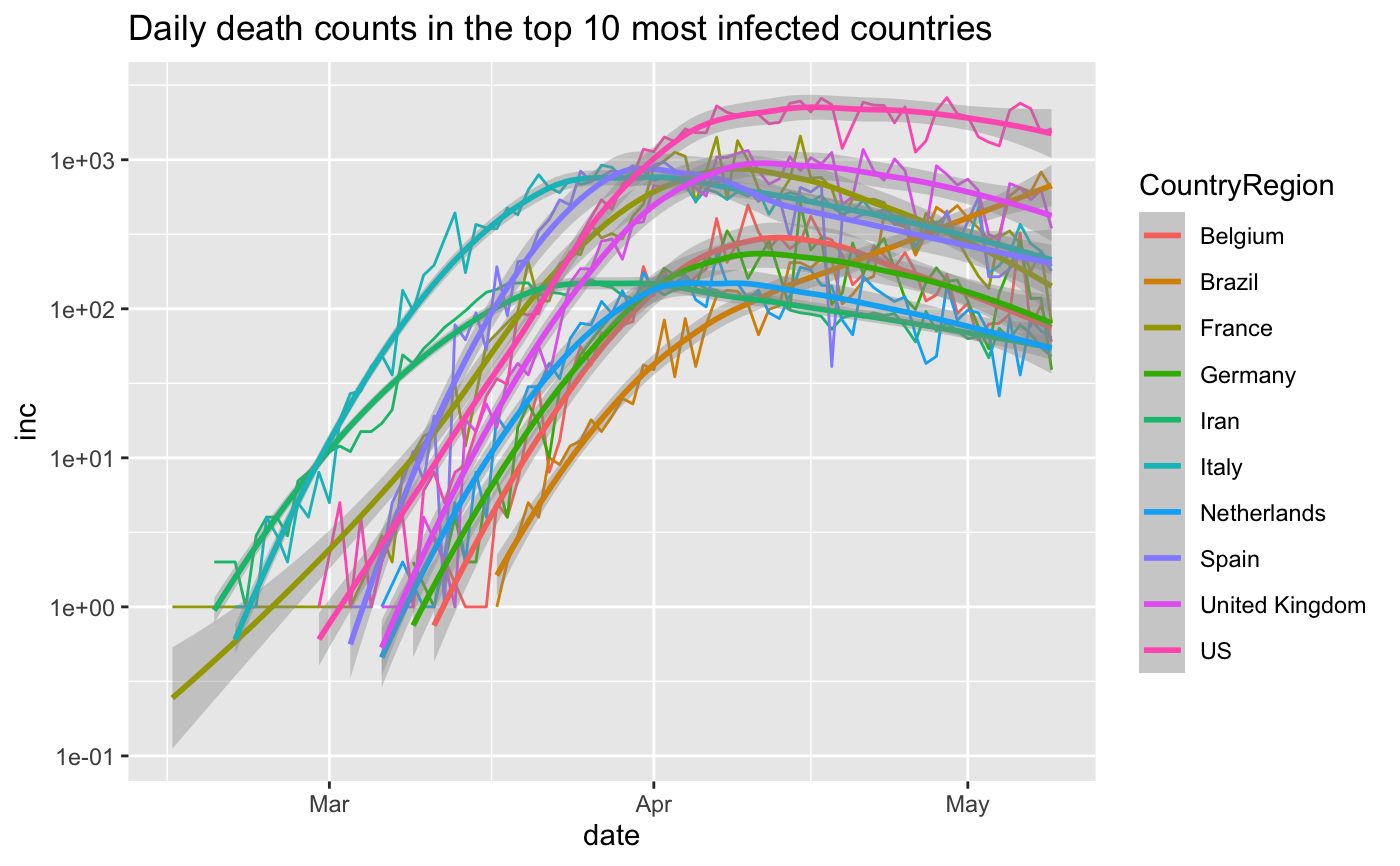 Daily death counts in the top 10 most infected countries
inc
1e+03
1e+02
1e+01
1e+00
1e-01
Mar
Apr
May
date
CountryRegion
Belgium
Brazil
France
Germany
Iran
Italy
Netherlands
Spain
United Kingdom
US